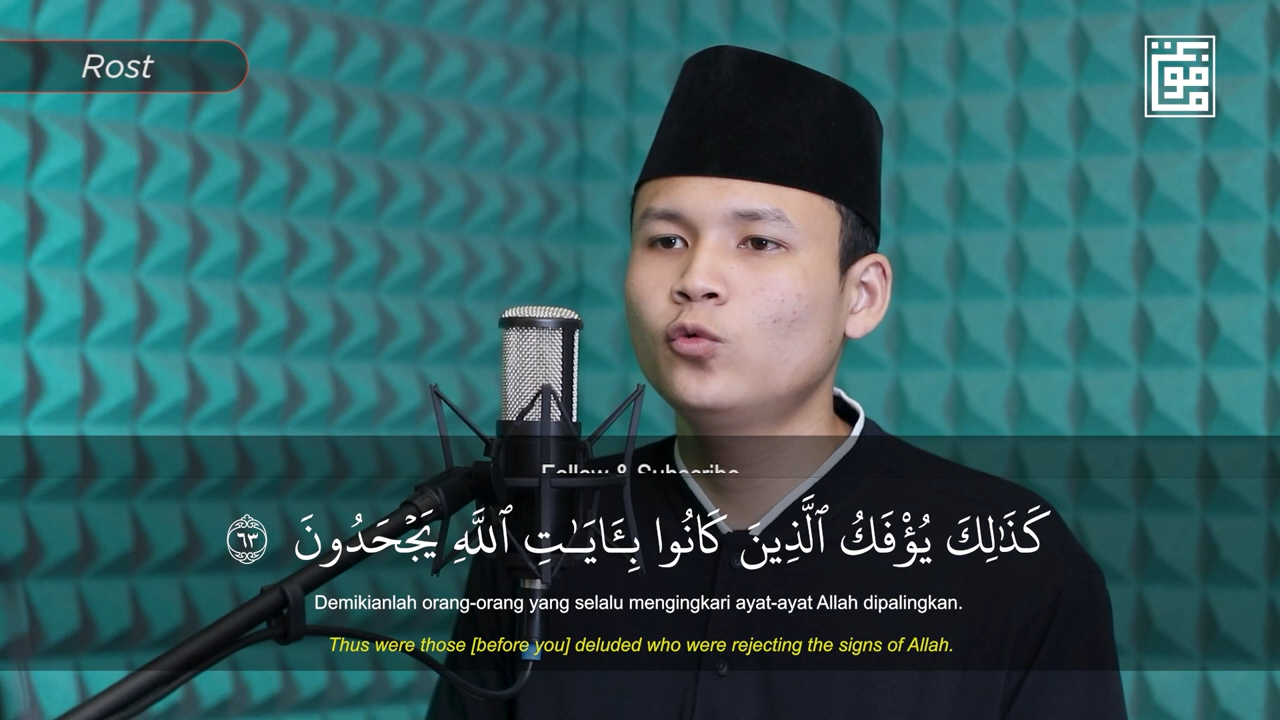 Rost
Follow & Subscribe
كَذَٰلِكَ يُؤْفَكُ ٱلَّذِينَ كَانُوا بِـَٔايَـٰتِ ٱللَّهِ يَجْحَدُونَ ٦٣
Demikianlah orang-orang yang selalu mengingkari ayat-ayat Allah dipalingkan.
Thus were those [before you] deluded who were rejecting the signs of Allah.